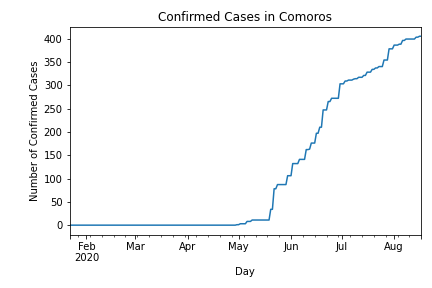 Confirmed Cases in Comoros
400
350
300
250
200
150
100
50
0
Number of Confirmed Cases
Feb Mar Apr May Jun Jul Aug
2020
Day